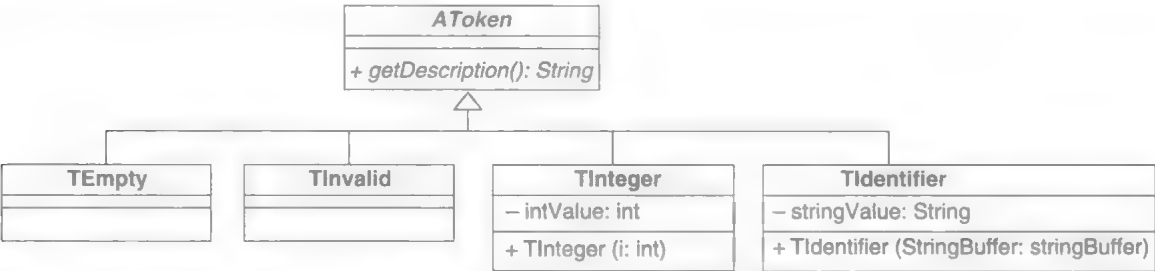 AToken
+ getDescription(): String
TEmpty
TInvalid
TInteger
– intValue: int
+ TInteger (i: int)
TIdentifier
– stringValue: String
+ TIdentifier (StringBuffer: stringBuffer)